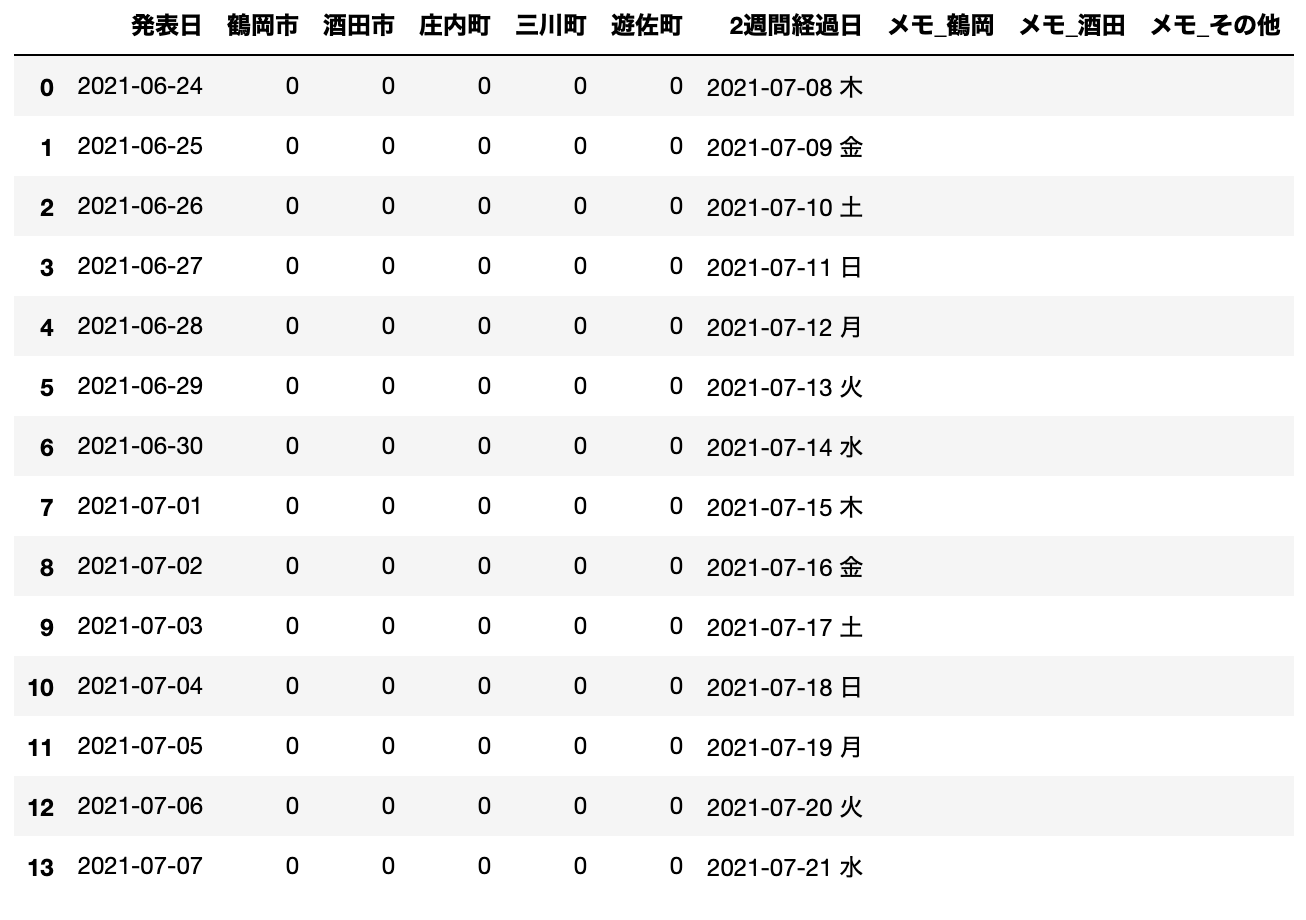 発表日 鶴岡市 酒田市 庄内町 三川町 遊佐町 2週間経過日 メモ_鶴岡 メモ_酒田 メモ_その他
0 2021-06-24 0 0 0 0 0 2021-07-08 木
1 2021-06-25 0 0 0 0 0 2021-07-09 金
2 2021-06-26 0 0 0 0 0 2021-07-10 土
3 2021-06-27 0 0 0 0 0 2021-07-11 日
4 2021-06-28 0 0 0 0 0 2021-07-12 月
5 2021-06-29 0 0 0 0 0 2021-07-13 火
6 2021-06-30 0 0 0 0 0 2021-07-14 水
7 2021-07-01 0 0 0 0 0 2021-07-15 木
8 2021-07-02 0 0 0 0 0 2021-07-16 金
9 2021-07-03 0 0 0 0 0 2021-07-17 土
10 2021-07-04 0 0 0 0 0 2021-07-18 日
11 2021-07-05 0 0 0 0 0 2021-07-19 月
12 2021-07-06 0 0 0 0 0 2021-07-20 火
13 2021-07-07 0 0 0 0 0 2021-07-21 水